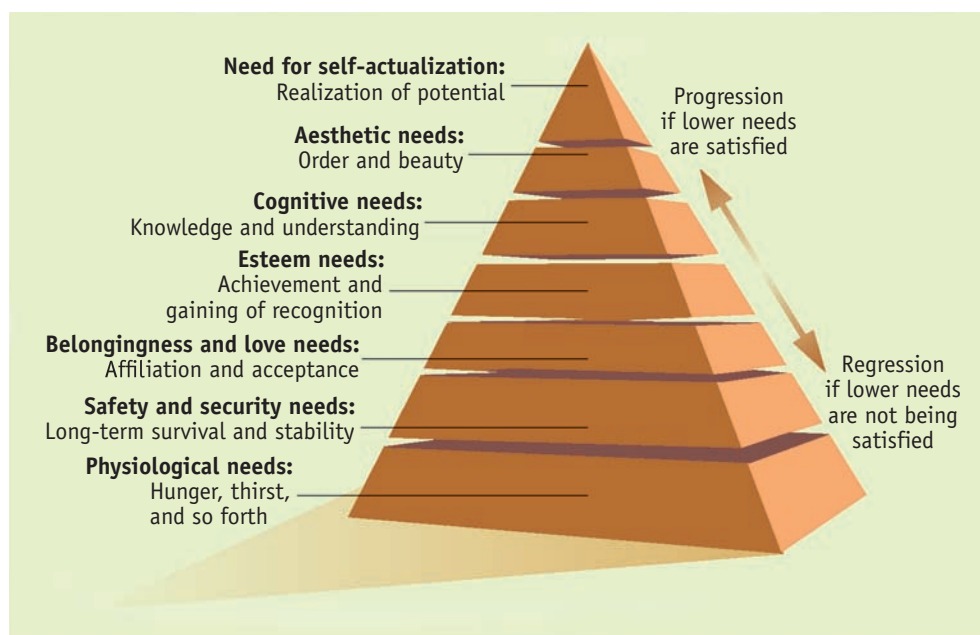 Need for self-actualization:
Realization of potential
Aesthetic needs:
Order and beauty
Cognitive needs:
Knowledge and understanding
Esteem needs:
Achievement and
gaining of recognition
Belongingness and love needs:
Affiliation and acceptance
Safety and security needs:
Long-term survival and stability
Physiological needs:
Hunger, thirst,
and so forth
Progression
if lower needs
are satisfied
Regression
if lower needs
are not being
satisfied